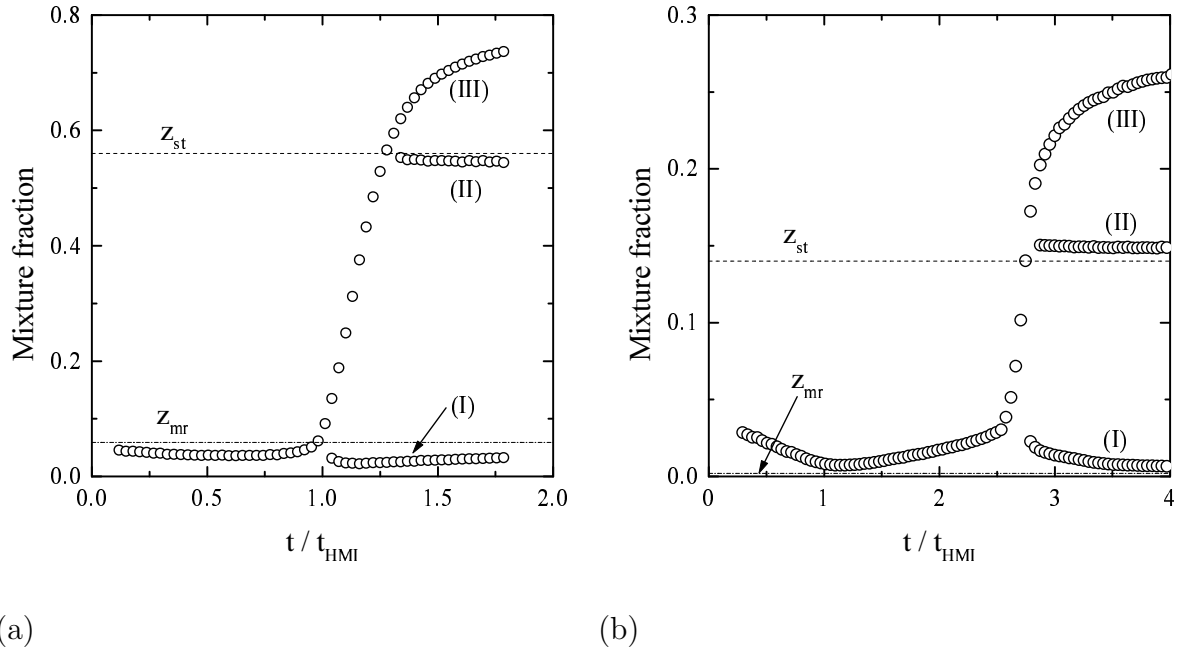 0.8
0.6
0.4
0.2
0.0
Mixture fraction
z_st
z_mr
(III)
(II)
(I)
0.0 0.5 1.0 1.5 2.0
t / t_HMI
(a)
0.3
0.2
0.1
0.0
Mixture fraction
z_st
z_mr
(III)
(II)
(I)
0 1 2 3 4
t / t_HMI
(b)